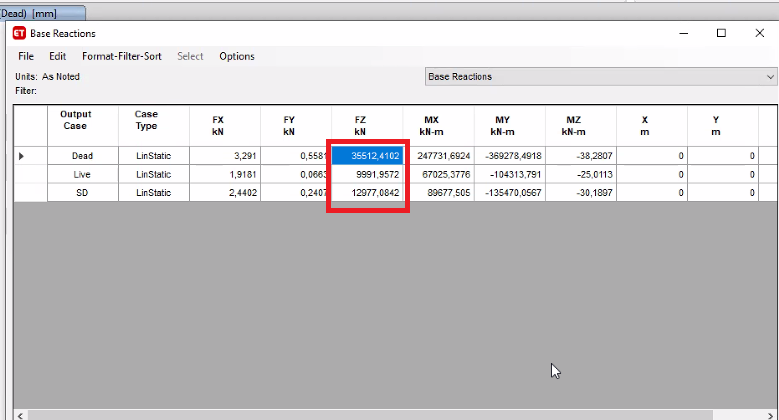 (Dead) [mm]
ET Base Reactions
File Edit Format-Filter-Sort Select Options
Units: As Noted Base Reactions
Filter:
Output Case Case Type FX kN FY kN FZ kN MX kN-m MY kN-m MZ kN-m X m Y m
Dead LinStatic 3,291 0,5581 35512,4102 247731,6924 -369278,4918 -38,2807 0 0
Live LinStatic 1,9181 0,0663 9991,9572 67025,3776 -104313,791 -25,0113 0 0
SD LinStatic 2,4402 0,2407 12977,0842 89677,505 -135470,0567 -30,1897 0 0